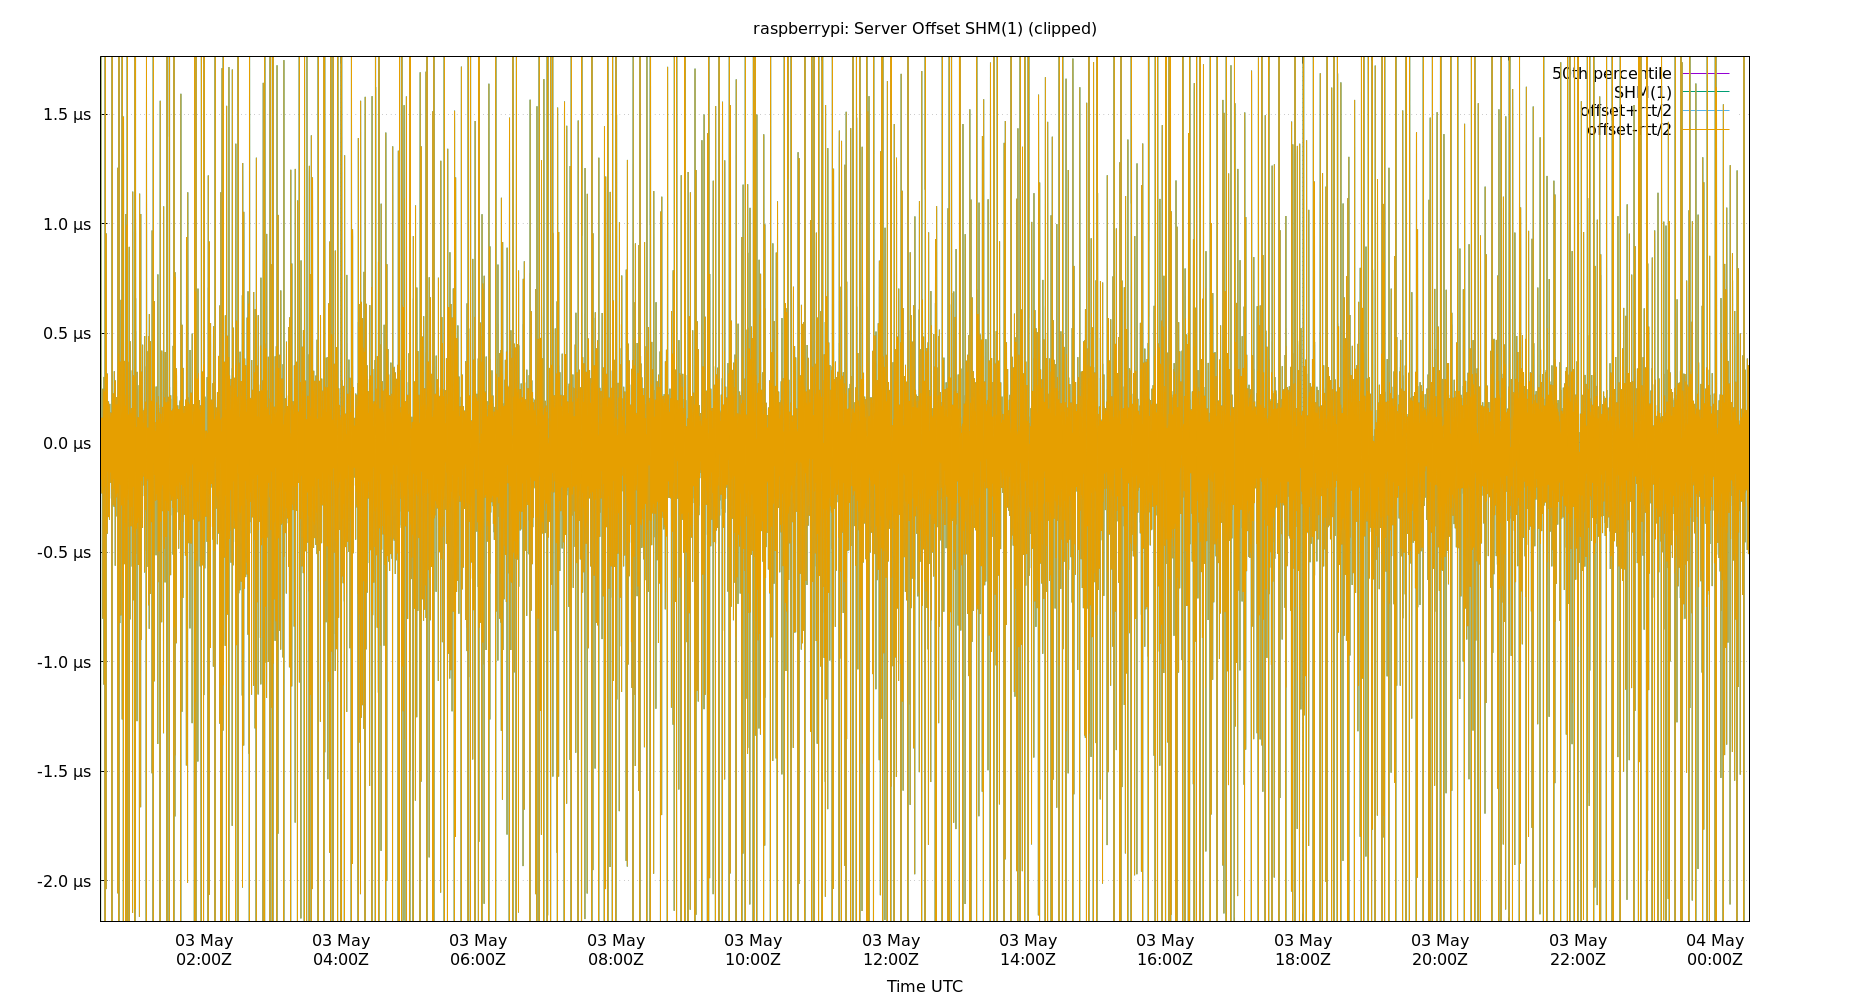 raspberrypi: Server Offset SHM(1) (clipped)
50th percentile
SHM(1)
offset+rtt/2
offset-rtt/2
1.5 µs
1.0 µs
0.5 µs
0.0 µs
-0.5 µs
-1.0 µs
-1.5 µs
-2.0 µs
03 May 03 May 03 May 03 May 03 May 03 May 03 May 03 May 03 May 03 May 03 May 04 May
02:00Z 04:00Z 06:00Z 08:00Z 10:00Z 12:00Z 14:00Z 16:00Z 18:00Z 20:00Z 22:00Z 00:00Z
Time UTC